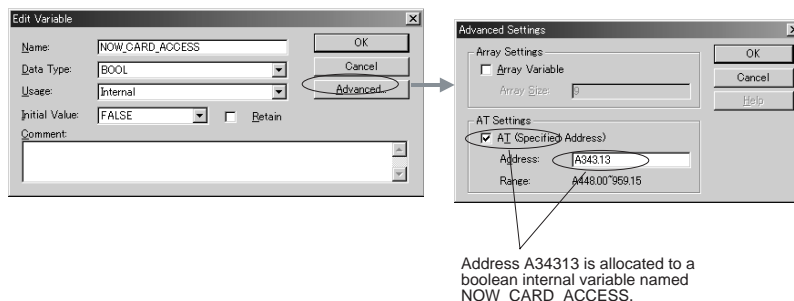 Edit Variable
Name: NOW_CARD_ACCESS
Data Type: BOOL
Usage: Internal
Initial Value: FALSE Retain
Comment:
OK
Cancel
Advanced...
Advanced Settings
Array Settings
Array Variable
Array Size: 9
OK
Cancel
Help
AT Settings
AT (Specified Address)
Address: A343.13
Range: A448.00~959.15
Address A34313 is allocated to a
boolean internal variable named
NOW_CARD_ACCESS.